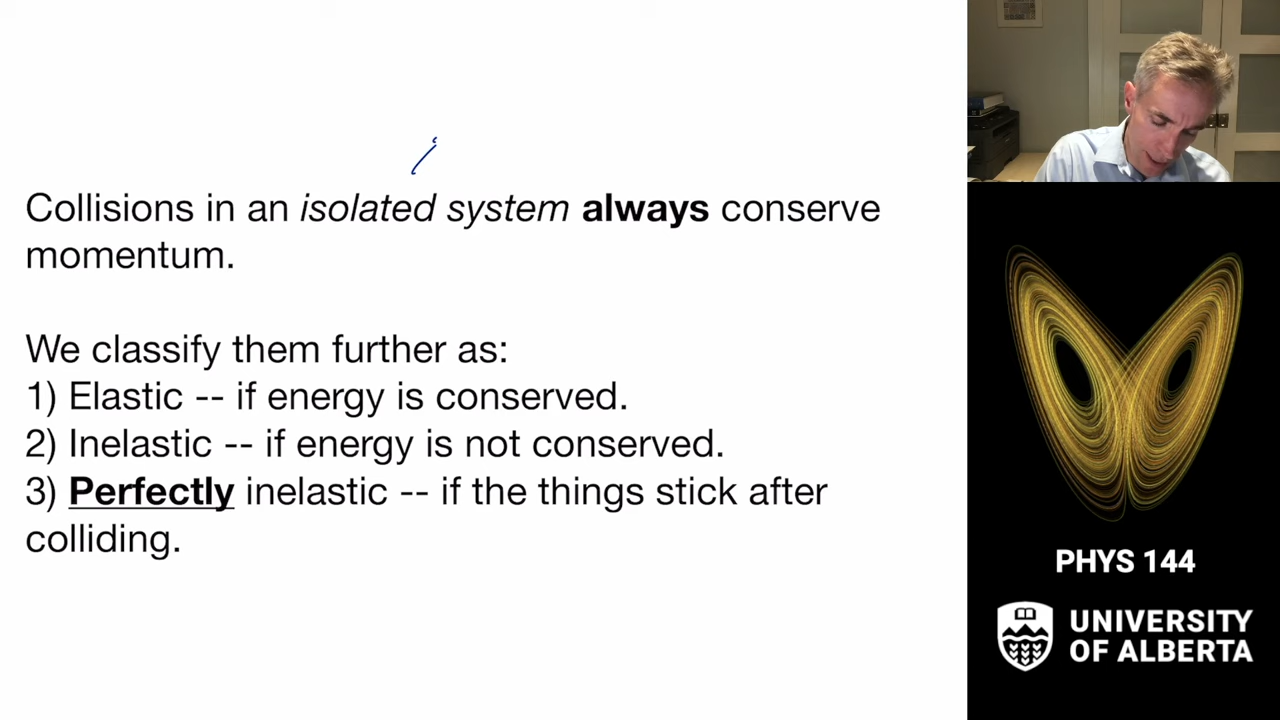 Collisions in an isolated system always conserve
momentum.
We classify them further as:
1) Elastic -- if energy is conserved.
2) Inelastic -- if energy is not conserved.
3) Perfectly inelastic -- if the things stick after
colliding.
PHYS 144
UNIVERSITY
OF ALBERTA